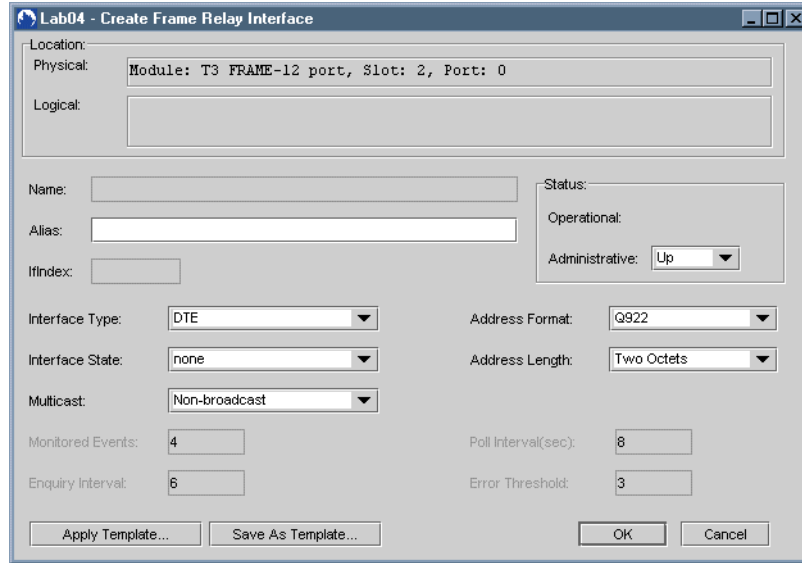 Lab04 - Create Frame Relay Interface
Location:
Physical: Module: T3 FRAME-12 port, Slot: 2, Port: 0
Logical:
Name:
Status:
Alias:
Operational:
Administrative: Up
IfIndex:
Interface Type: DTE Address Format: Q922
Interface State: none Address Length: Two Octets
Multicast: Non-broadcast
Monitored Events: 4 Poll Interval(sec): 8
Enquiry Interval: 6 Error Threshold: 3
Apply Template... Save As Template... OK Cancel